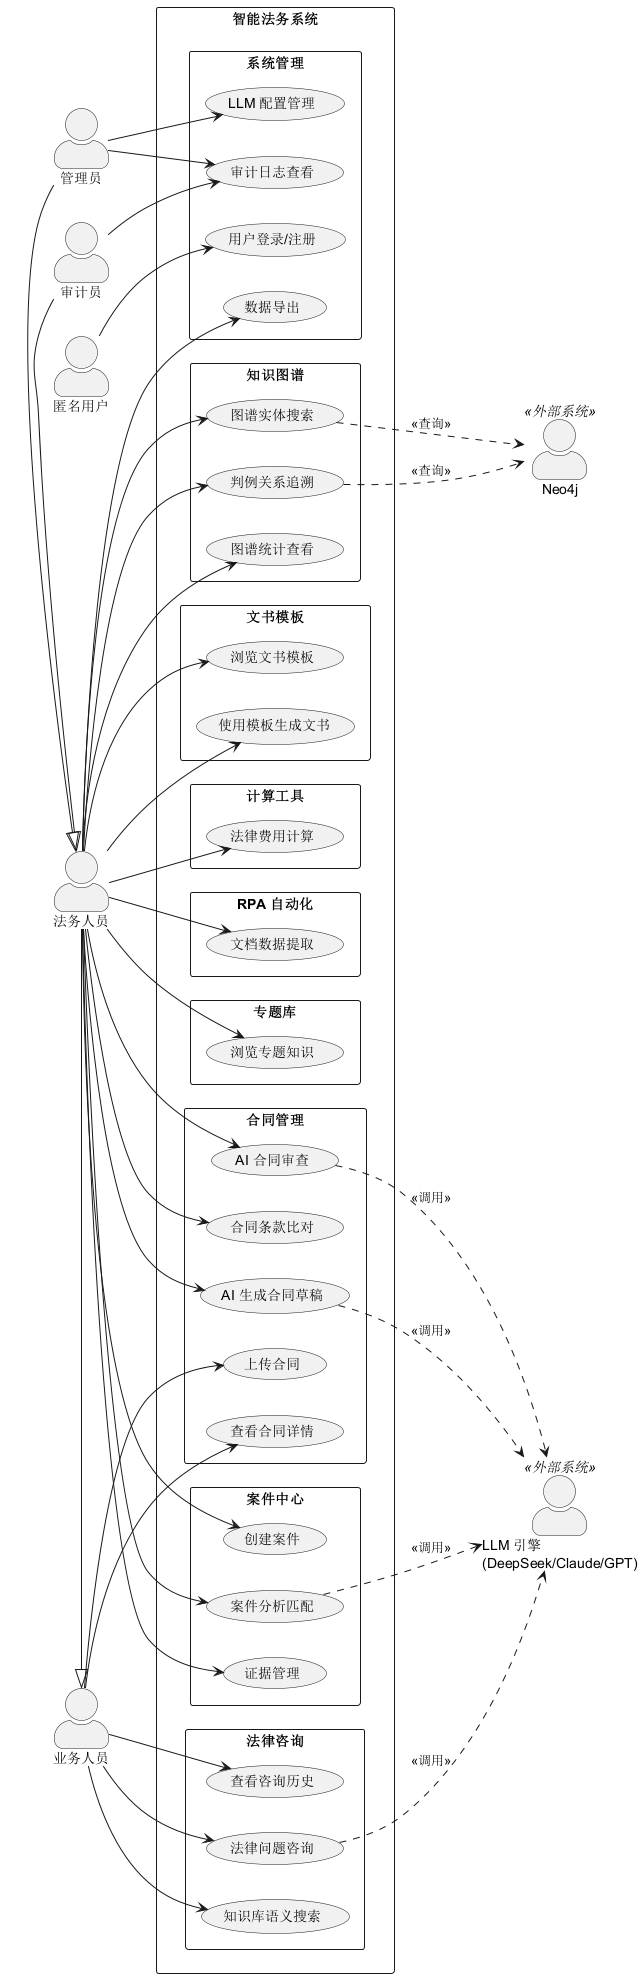 智能法务系统
系统管理
LLM 配置管理
审计日志查看
用户登录/注册
数据导出
管理员
审计员
匿名用户
知识图谱
图谱实体搜索
判例关系追溯
图谱统计查看
«查询»
«查询»
«外部系统»
Neo4j
文书模板
浏览文书模板
使用模板生成文书
计算工具
法律费用计算
法务人员
RPA 自动化
文档数据提取
专题库
浏览专题知识
合同管理
AI 合同审查
合同条款比对
AI 生成合同草稿
上传合同
查看合同详情
«调用»
«调用»
«外部系统»
LLM 引擎
(DeepSeek/Claude/GPT)
案件中心
创建案件
案件分析匹配
证据管理
«调用»
业务人员
法律咨询
查看咨询历史
法律问题咨询
知识库语义搜索
«调用»